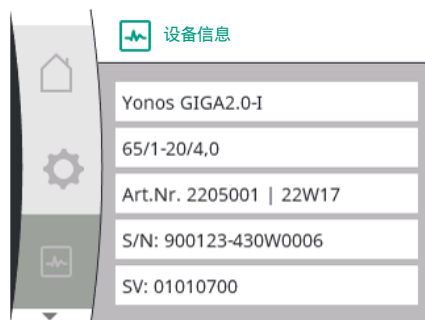 设备信息
Yonos GIGA2.0-I
65/1-20/4,0
Art.Nr. 2205001 | 22W17
S/N: 900123-430W0006
SV: 01010700